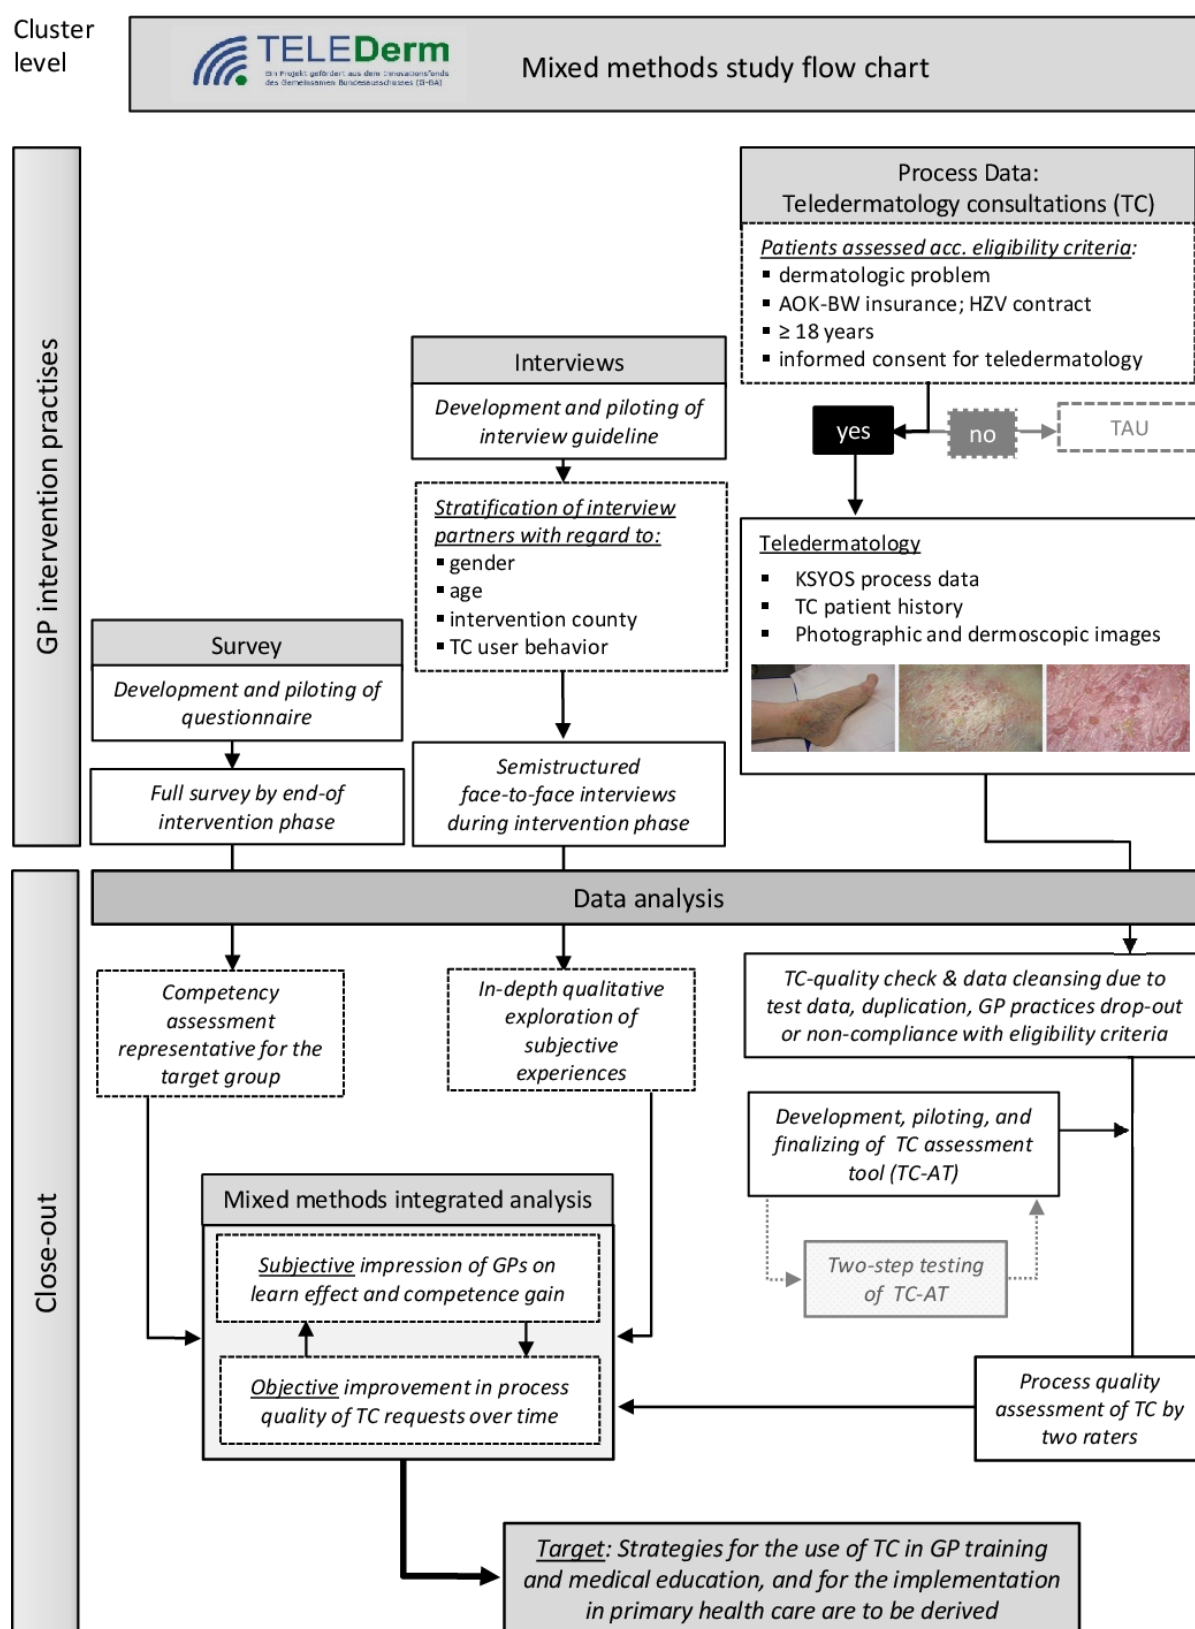 Cluster
level
TELEDerm
Ein Projekt gefördert aus dem Innovationsfonds
des Gemeinsamen Bundesausschusses (G-BA)
Mixed methods study flow chart
GP intervention practises
Process Data:
Teledermatology consultations (TC)
Patients assessed acc. eligibility criteria:
▪ dermatologic problem
▪ AOK-BW insurance; HZV contract
▪ ≥ 18 years
▪ informed consent for teledermatology
yes
no
TAU
Teledermatology
▪ KSYOS process data
▪ TC patient history
▪ Photographic and dermoscopic images
Interviews
Development and piloting of
interview guideline
Stratification of interview
partners with regard to:
▪ gender
▪ age
▪ intervention county
▪ TC user behavior
Semistructured
face-to-face interviews
during intervention phase
Survey
Development and piloting of
questionnaire
Full survey by end-of
intervention phase
Close-out
Data analysis
Competency
assessment
representative for the
target group
In-depth qualitative
exploration of
subjective
experiences
TC-quality check & data cleansing due to
test data, duplication, GP practices drop-out
or non-compliance with eligibility criteria
Development, piloting, and
finalizing of TC assessment
tool (TC-AT)
Two-step testing
of TC-AT
Process quality
assessment of TC by
two raters
Mixed methods integrated analysis
Subjective impression of GPs on
learn effect and competence gain
Objective improvement in process
quality of TC requests over time
Target: Strategies for the use of TC in GP training
and medical education, and for the implementation
in primary health care are to be derived